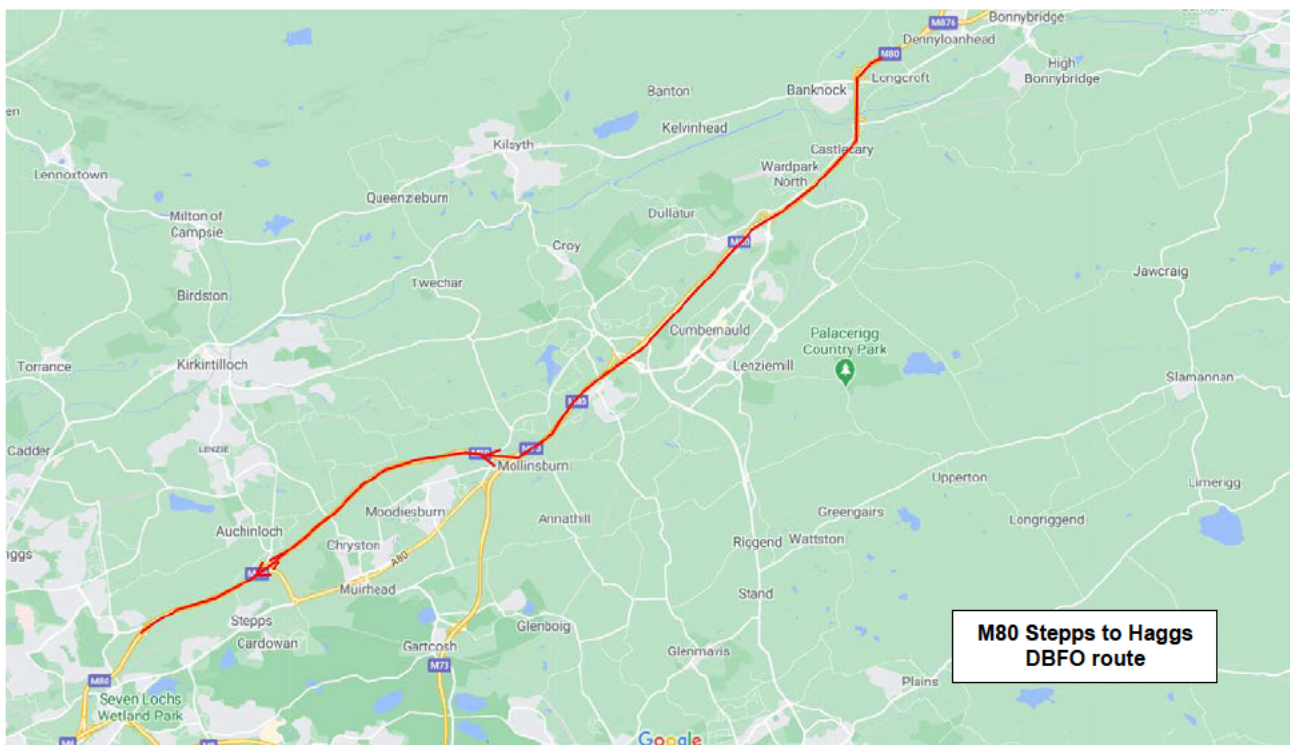 Bonnybridge
M876
Dennyloanhead
M80
High
Bonnybridge
Longcroft
Banknock
Banton
Kelvinhead
Kilsyth
Castlecary
Wardpark
North
Lennoxtown
Queenzieburn
Milton of
Campsie
Dullatur
M80
Croy
Jawcraig
Twechar
Birdston
Cumbernauld
Palacerigg
Country Park
Torrance
Kirkintilloch
Lenziemill
Slamannan
M80
Cadder
LENZIE
Mollinsburn
Upperton
Limerigg
Moodiesburn
Annathill
Greengairs
Longriggend
Auchinloch
Chryston
A80
Riggend
Wattston
Muirhead
Stand
Stepps
Cardowan
Glenboig
Gartcosh
Glenmavis
M73
M80 Stepps to Haggs
DBFO route
M80
Plains
Seven Lochs
Wetland Park
Google